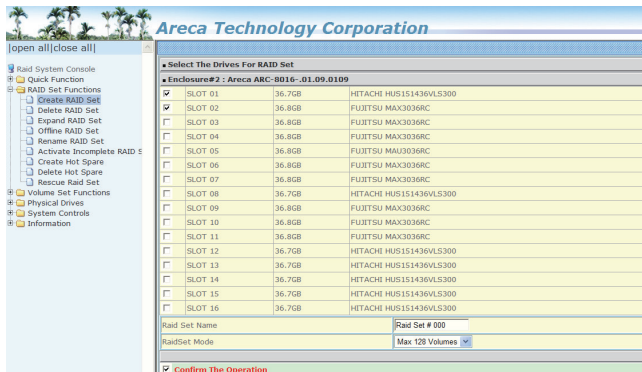 Areca Technology Corporation
|open all|close all|
Raid System Console
Quick Function
RAID Set Functions
Create RAID Set
Delete RAID Set
Expand RAID Set
Offline RAID Set
Rename RAID Set
Activate Incomplete RAID S
Create Hot Spare
Delete Hot Spare
Rescue Raid Set
Volume Set Functions
Physical Drives
System Controls
Information
Select The Drives For RAID Set
Enclosure#2 : Areca ARC-8016-.01.09.0109
SLOT 01 36.7GB HITACHI HUS151436VLS300
SLOT 02 36.8GB FUJITSU MAX3036RC
SLOT 03 36.8GB FUJITSU MAX3036RC
SLOT 04 36.8GB FUJITSU MAX3036RC
SLOT 05 36.8GB FUJITSU MAU3036RC
SLOT 06 36.8GB FUJITSU MAX3036RC
SLOT 07 36.8GB FUJITSU MAX3036RC
SLOT 08 36.7GB HITACHI HUS151436VLS300
SLOT 09 36.8GB FUJITSU MAX3036RC
SLOT 10 36.8GB FUJITSU MAX3036RC
SLOT 11 36.8GB FUJITSU MAX3036RC
SLOT 12 36.7GB HITACHI HUS151436VLS300
SLOT 13 36.7GB HITACHI HUS151436VLS300
SLOT 14 36.7GB HITACHI HUS151436VLS300
SLOT 15 36.7GB HITACHI HUS151436VLS300
SLOT 16 36.7GB HITACHI HUS151436VLS300
Raid Set Name Raid Set # 000
RaidSet Mode Max 128 Volumes
Confirm The Operation